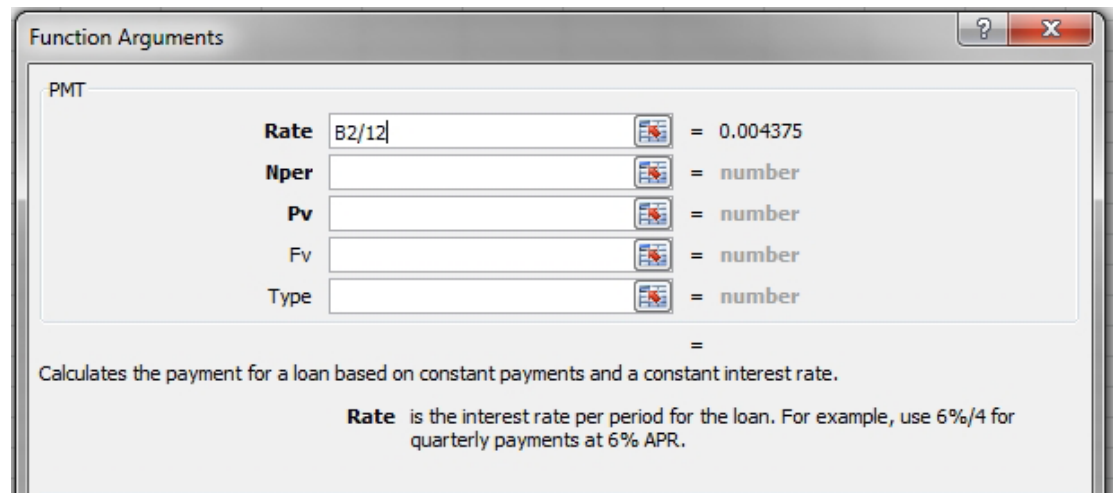 Function Arguments
?
X
PMT
Rate B2/12 = 0.004375
Nper = number
Pv = number
Fv = number
Type = number
=
Calculates the payment for a loan based on constant payments and a constant interest rate.
Rate is the interest rate per period for the loan. For example, use 6%/4 for
quarterly payments at 6% APR.